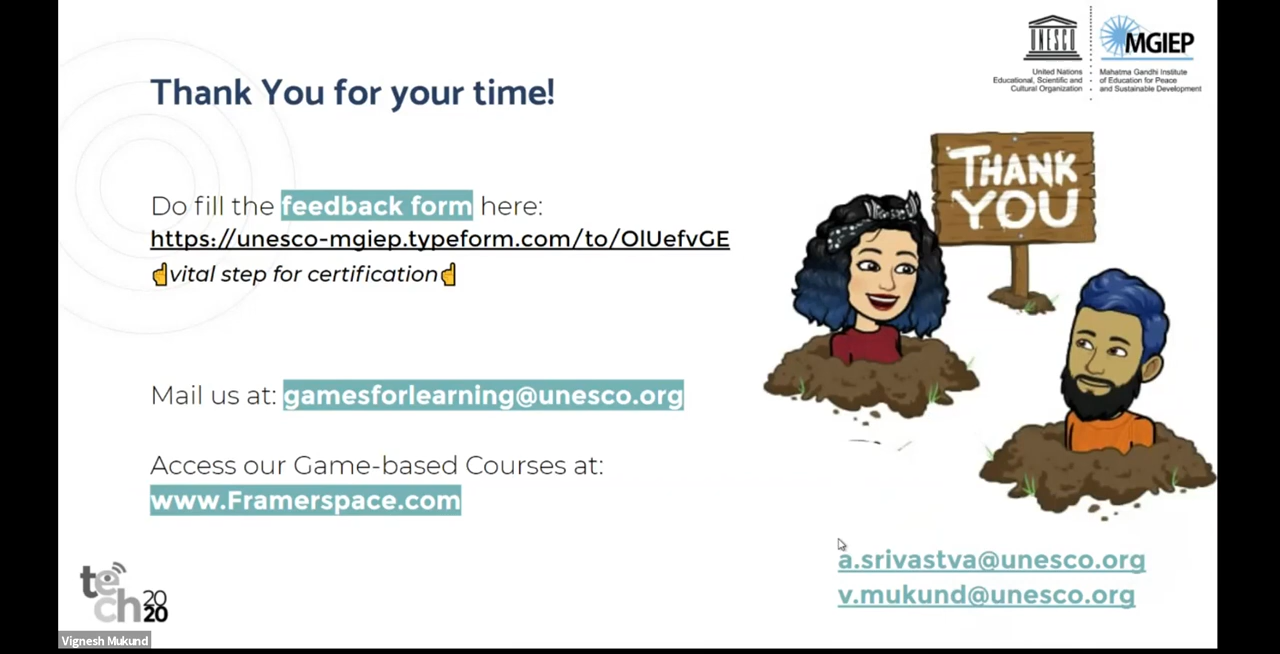 UNESCO
MGIEP
United Nations
Educational, Scientific and
Cultural Organization
Mahatma Gandhi Institute
of Education for Peace
and Sustainable Development
Thank You for your time!
THANK
YOU
Do fill the feedback form here:
https://unesco-mgiep.typeform.com/to/OlUefvGE
☝vital step for certification☝
Mail us at: gamesforlearning@unesco.org
Access our Game-based Courses at:
www.Framerspace.com
a.srivastva@unesco.org
v.mukund@unesco.org
tech2020
Vignesh Mukund